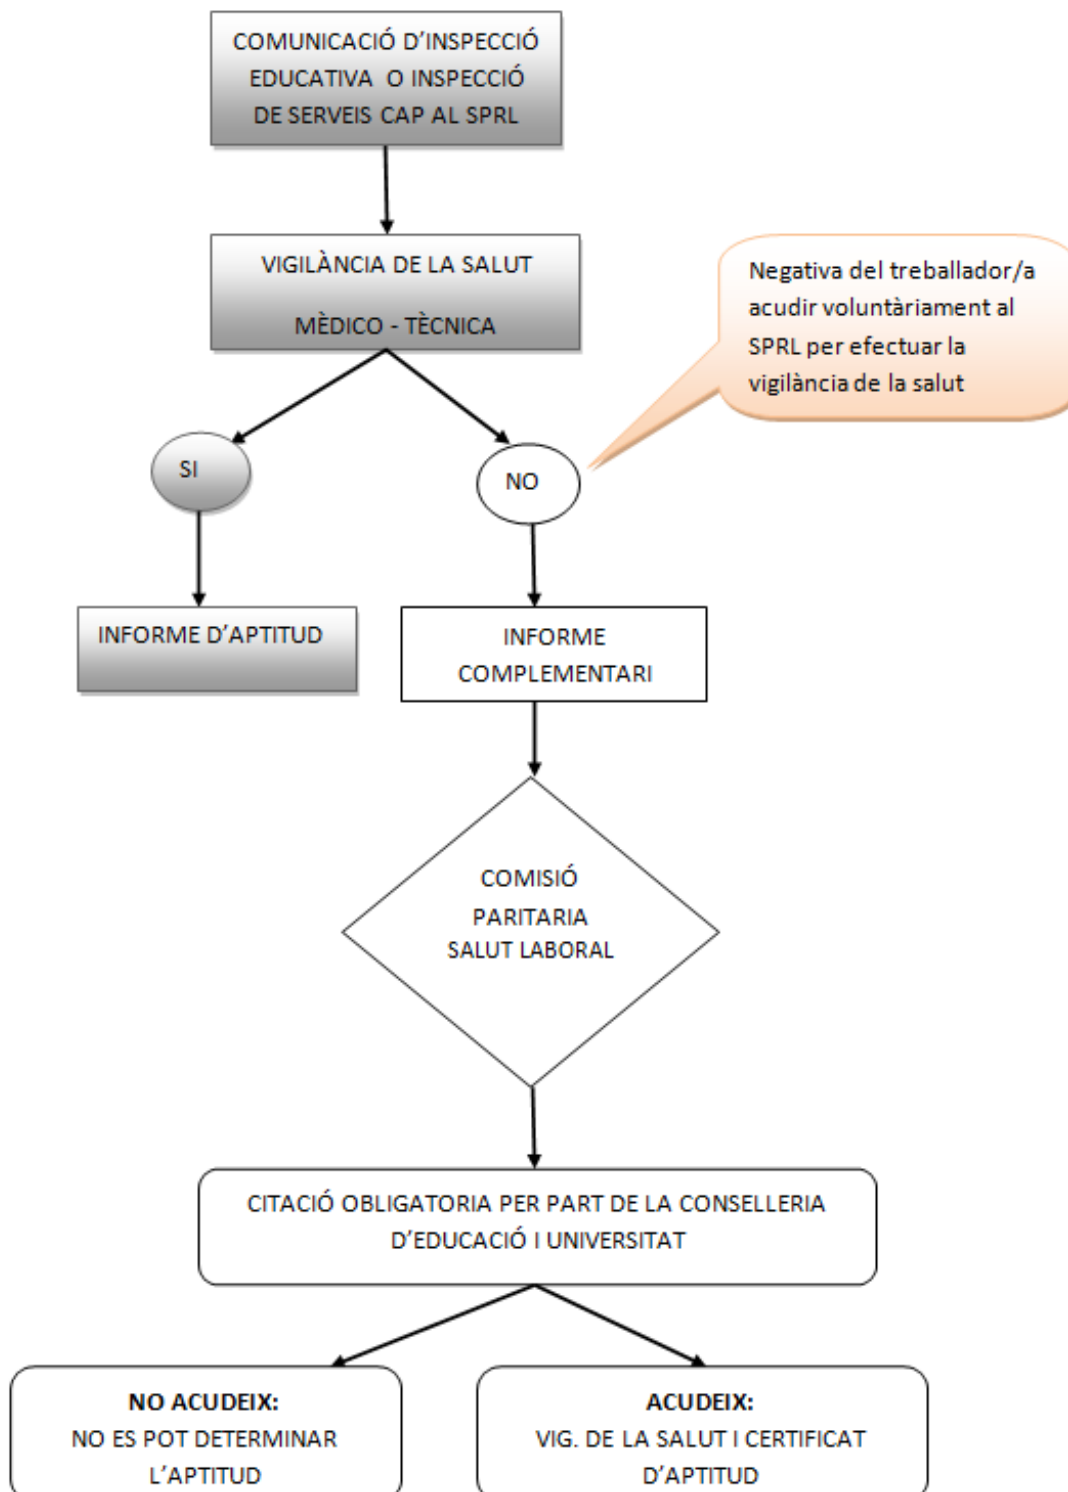 COMUNICACIÓ D'INSPECCIÓ
EDUCATIVA O INSPECCIÓ
DE SERVEIS CAP AL SPRL
VIGILÀNCIA DE LA SALUT
MÈDICO - TÈCNICA
Negativa del treballador/a
acudir voluntàriament al
SPRL per efectuar la
vigilància de la salut
SI
NO
INFORME D'APTITUD
INFORME
COMPLEMENTARI
COMISIÓ
PARITARIA
SALUT LABORAL
CITACIÓ OBLIGATORIA PER PART DE LA CONSELLERIA
D'EDUCACIÓ I UNIVERSITAT
NO ACUDEIX:
NO ES POT DETERMINAR
L'APTITUD
ACUDEIX:
VIG. DE LA SALUT I CERTIFICAT
D'APTITUD